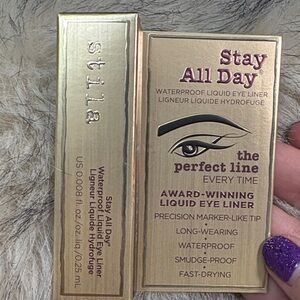 stila
Stay All Day®
Waterproof Liquid Eye Liner
Ligneur Liquide Hydrofuge
US 0.008 fl. oz./oz. liq./0.25 mL
Stay
All Day®
WATERPROOF LIQUID EYE LINER
LIGNEUR LIQUIDE HYDROFUGE
the
perfect line
EVERY TIME
AWARD-WINNING
LIQUID EYE LINER
PRECISION MARKER-LIKE TIP
LONG-WEARING
WATERPROOF
SMUDGE-PROOF
FAST-DRYING